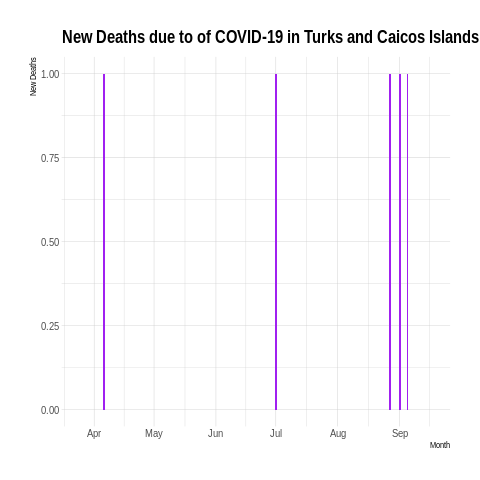 New Deaths due to of COVID-19 in Turks and Caicos Islands
New Deaths
1.00
0.75
0.50
0.25
0.00
Apr May Jun Jul Aug Sep
Month